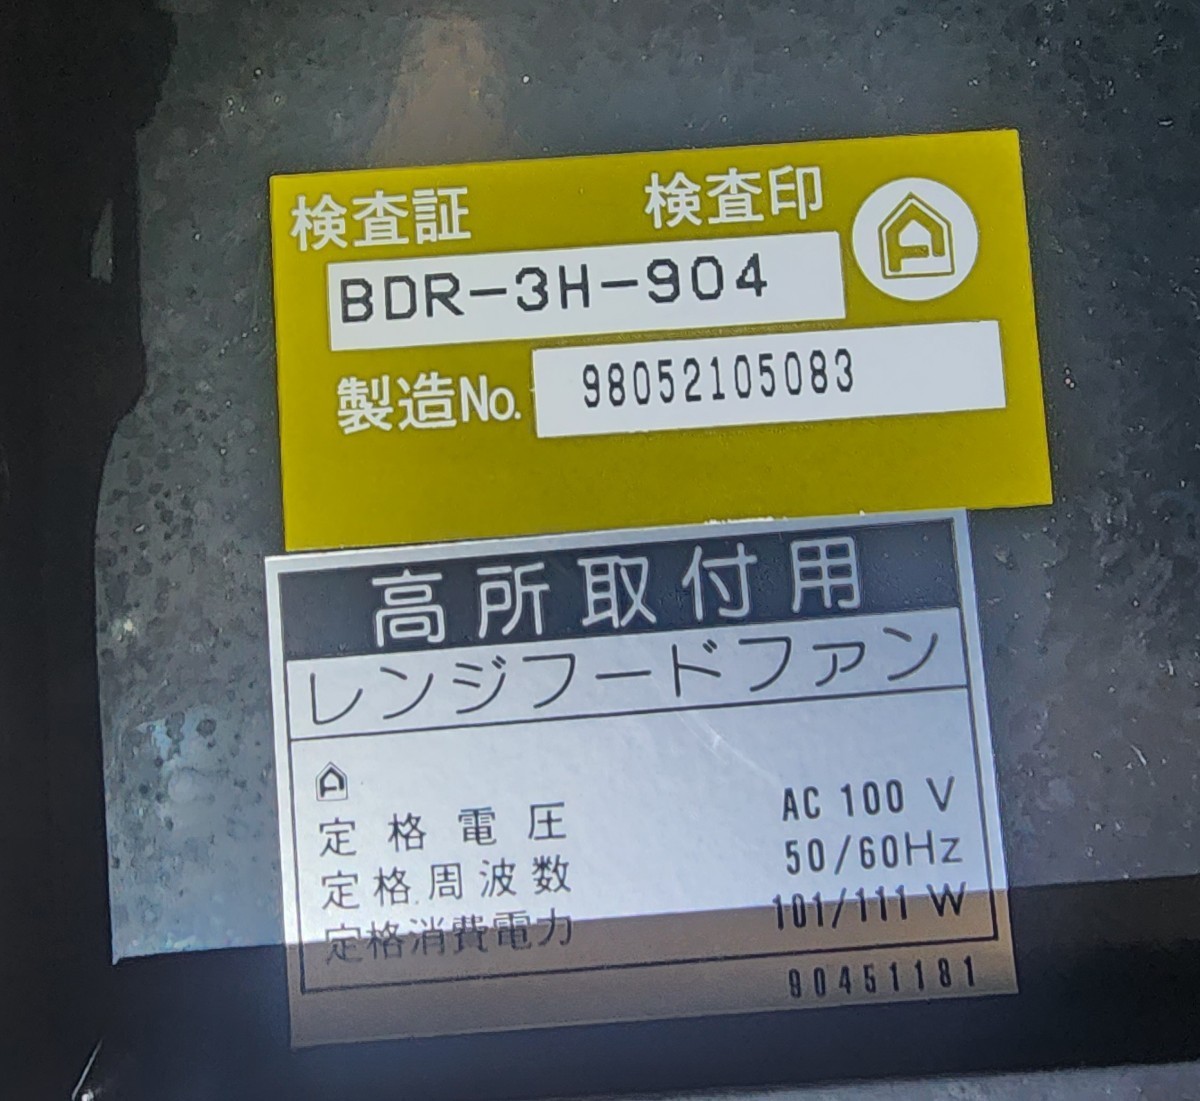 検査証 検査印
BDR-3H-904
製造No. 98052105083
高所取付用
レンジフードファン
定格電圧 AC 100 V
定格周波数 50/60Hz
定格消費電力 101/111 W
90451181